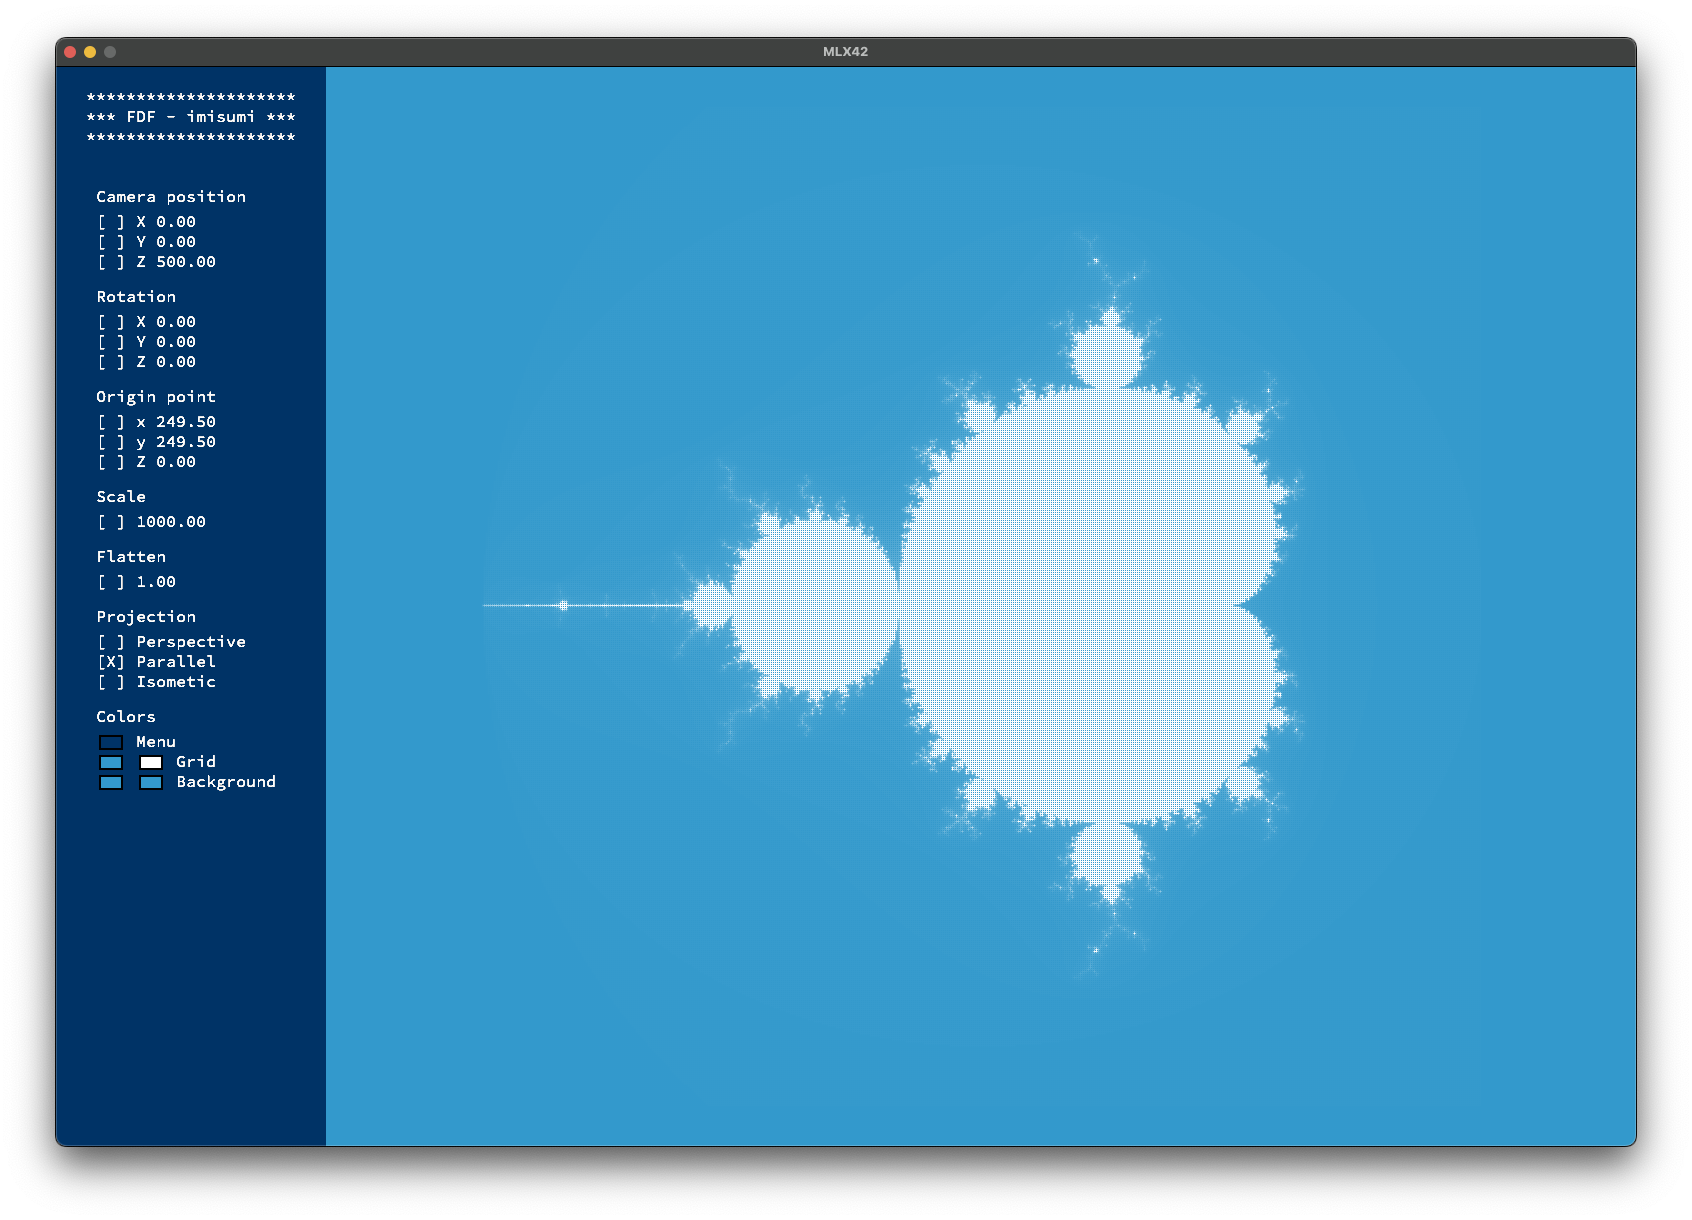 MLX42
*********************
*** FDF - imisumi ***
*********************
Camera position
[ ] X 0.00
[ ] Y 0.00
[ ] Z 500.00
Rotation
[ ] X 0.00
[ ] Y 0.00
[ ] Z 0.00
Origin point
[ ] x 249.50
[ ] y 249.50
[ ] Z 0.00
Scale
[ ] 1000.00
Flatten
[ ] 1.00
Projection
[ ] Perspective
[X] Parallel
[ ] Isometic
Colors
Menu
Grid
Background